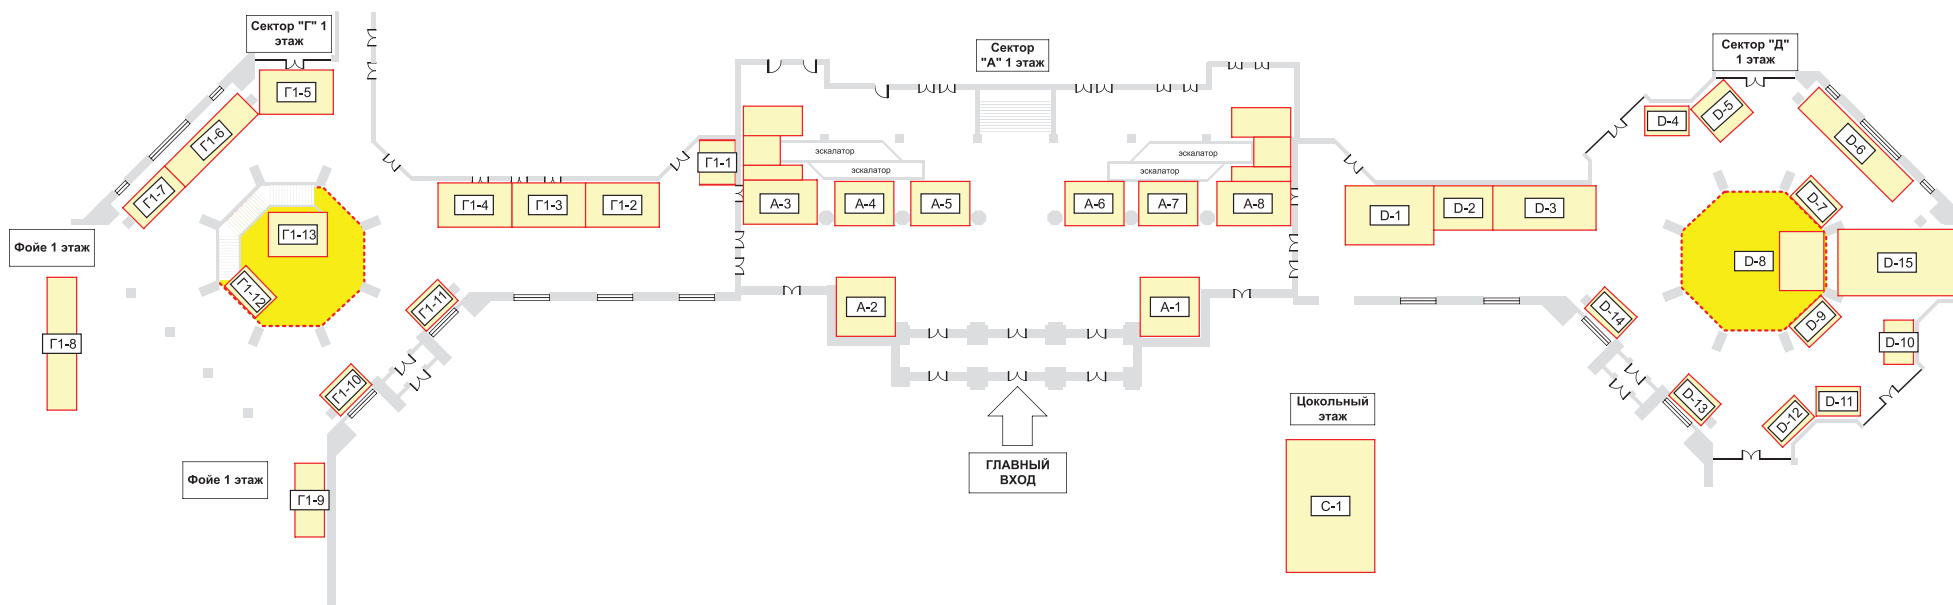 Сектор "Г" 1
этаж
Сектор
"А" 1 этаж
Сектор "Д"
1 этаж
Г1-5
Г1-6
Г1-7
Г1-1
Г1-4
Г1-3
Г1-2
Г1-13
Г1-12
Г1-11
Г1-10
Фойе 1 этаж
Г1-8
Фойе 1 этаж
Г1-9
эскалатор
эскалатор
эскалатор
эскалатор
А-3
А-4
А-5
А-6
А-7
А-8
А-2
А-1
ГЛАВНЫЙ
ВХОД
Цокольный
этаж
С-1
D-1
D-2
D-3
D-4
D-5
D-6
D-7
D-8
D-15
D-9
D-10
D-14
D-13
D-12
D-11